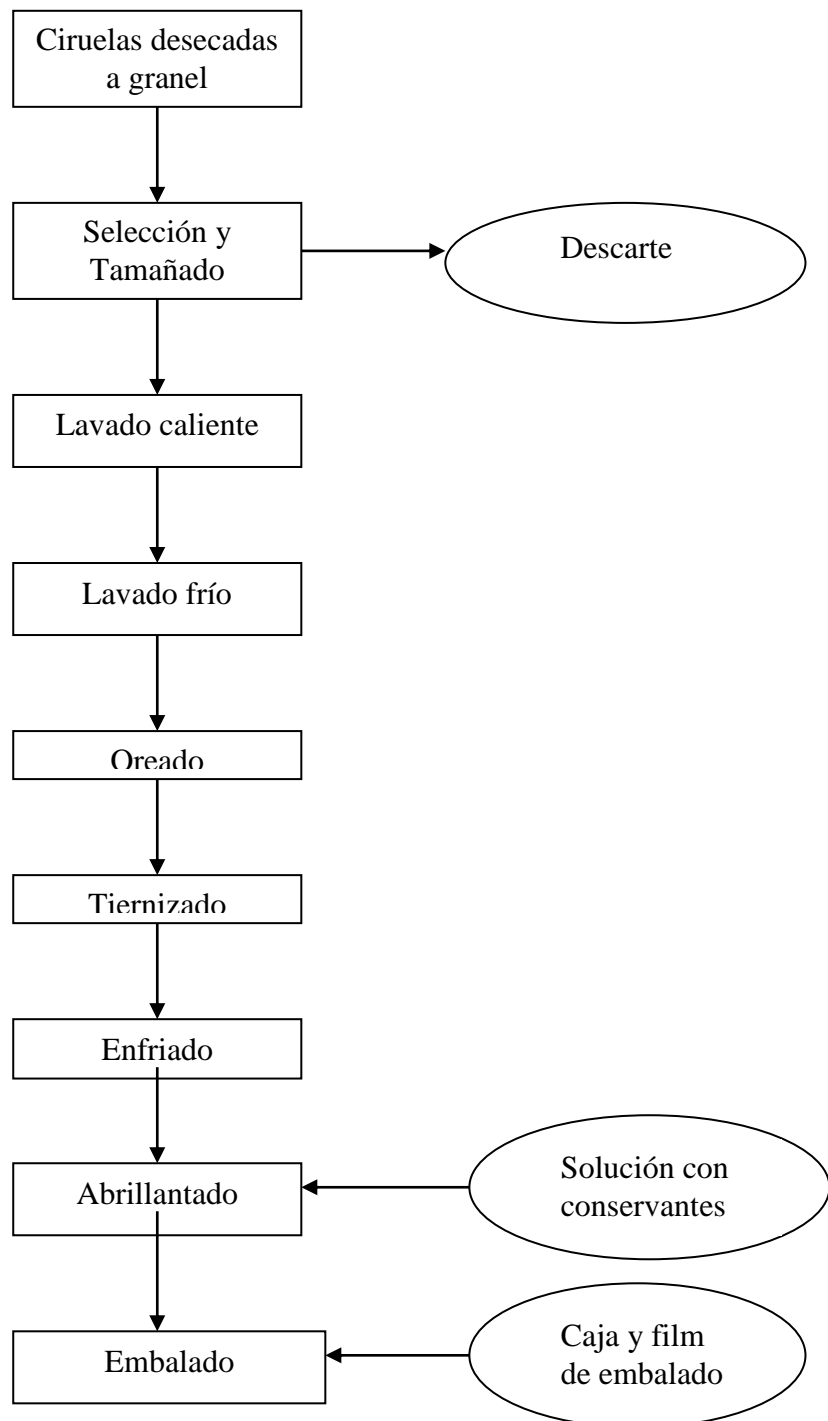 Ciruelas desecadas
a granel
Selección y
Tamañado
Descarte
Lavado caliente
Lavado frío
Oreado
Tiernizado
Enfriado
Abrillantado
Solución con
conservantes
Embalado
Caja y film
de embalado